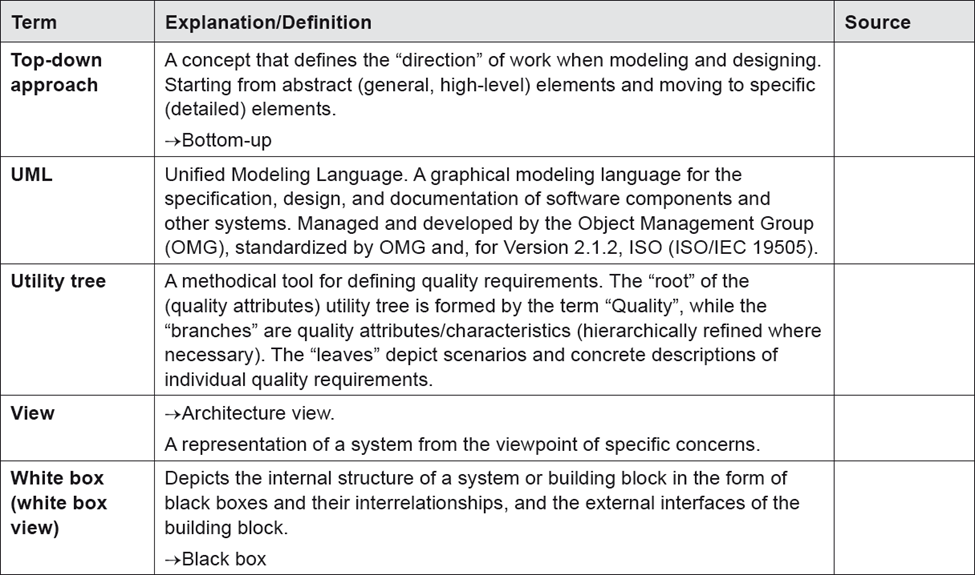 Term Explanation/Definition Source
Top-down A concept that defines the “direction” of work when modeling and designing.
approach Starting from abstract (general, high-level) elements and moving to specific
(detailed) elements.
→Bottom-up
UML Unified Modeling Language. A graphical modeling language for the
specification, design, and documentation of software components and
other systems. Managed and developed by the Object Management Group
(OMG), standardized by OMG and, for Version 2.1.2, ISO (ISO/IEC 19505).
Utility tree A methodical tool for defining quality requirements. The “root” of the
(quality attributes) utility tree is formed by the term “Quality”, while the
“branches” are quality attributes/characteristics (hierarchically refined where
necessary). The “leaves” depict scenarios and concrete descriptions of
individual quality requirements.
View →Architecture view.
A representation of a system from the viewpoint of specific concerns.
White box Depicts the internal structure of a system or building block in the form of
(white box black boxes and their interrelationships, and the external interfaces of the
view) building block.
→Black box